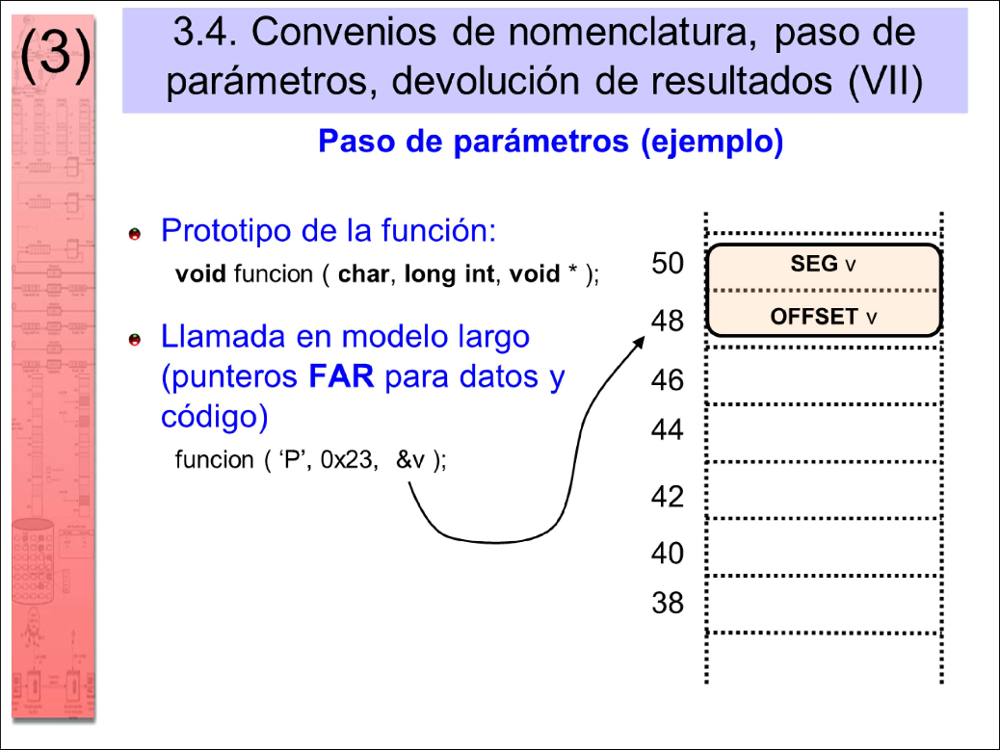 (3)
3.4. Convenios de nomenclatura, paso de
parámetros, devolución de resultados (VII)
Paso de parámetros (ejemplo)
Prototipo de la función:
void funcion ( char, long int, void * );
Llamada en modelo largo
(punteros FAR para datos y
código)
funcion ( ‘P’, 0x23,  &v );
50
SEG v
48
OFFSET v
46
44
42
40
38